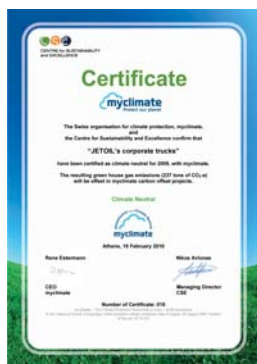 CENTRE for SUSTAINABILITY
and EXCELLENCE
Certificate
myclimate
Protect our planet
The Swiss organisation for climate protection, myclimate,
and
the Centre for Sustainability and Excellence confirm that
"JETOIL's corporate trucks"
have been certified as climate neutral for 2009, with myclimate.
The resulting green house gas emissions (237 tons of CO₂-e)
will be offset in myclimate carbon offset projects.
Climate Neutral
myclimate
Athens, 10 February 2010
Rene Estermann
Nikos Avlonas
CEO
myclimate
Managing Director
CSE
Number of Certificate: 018